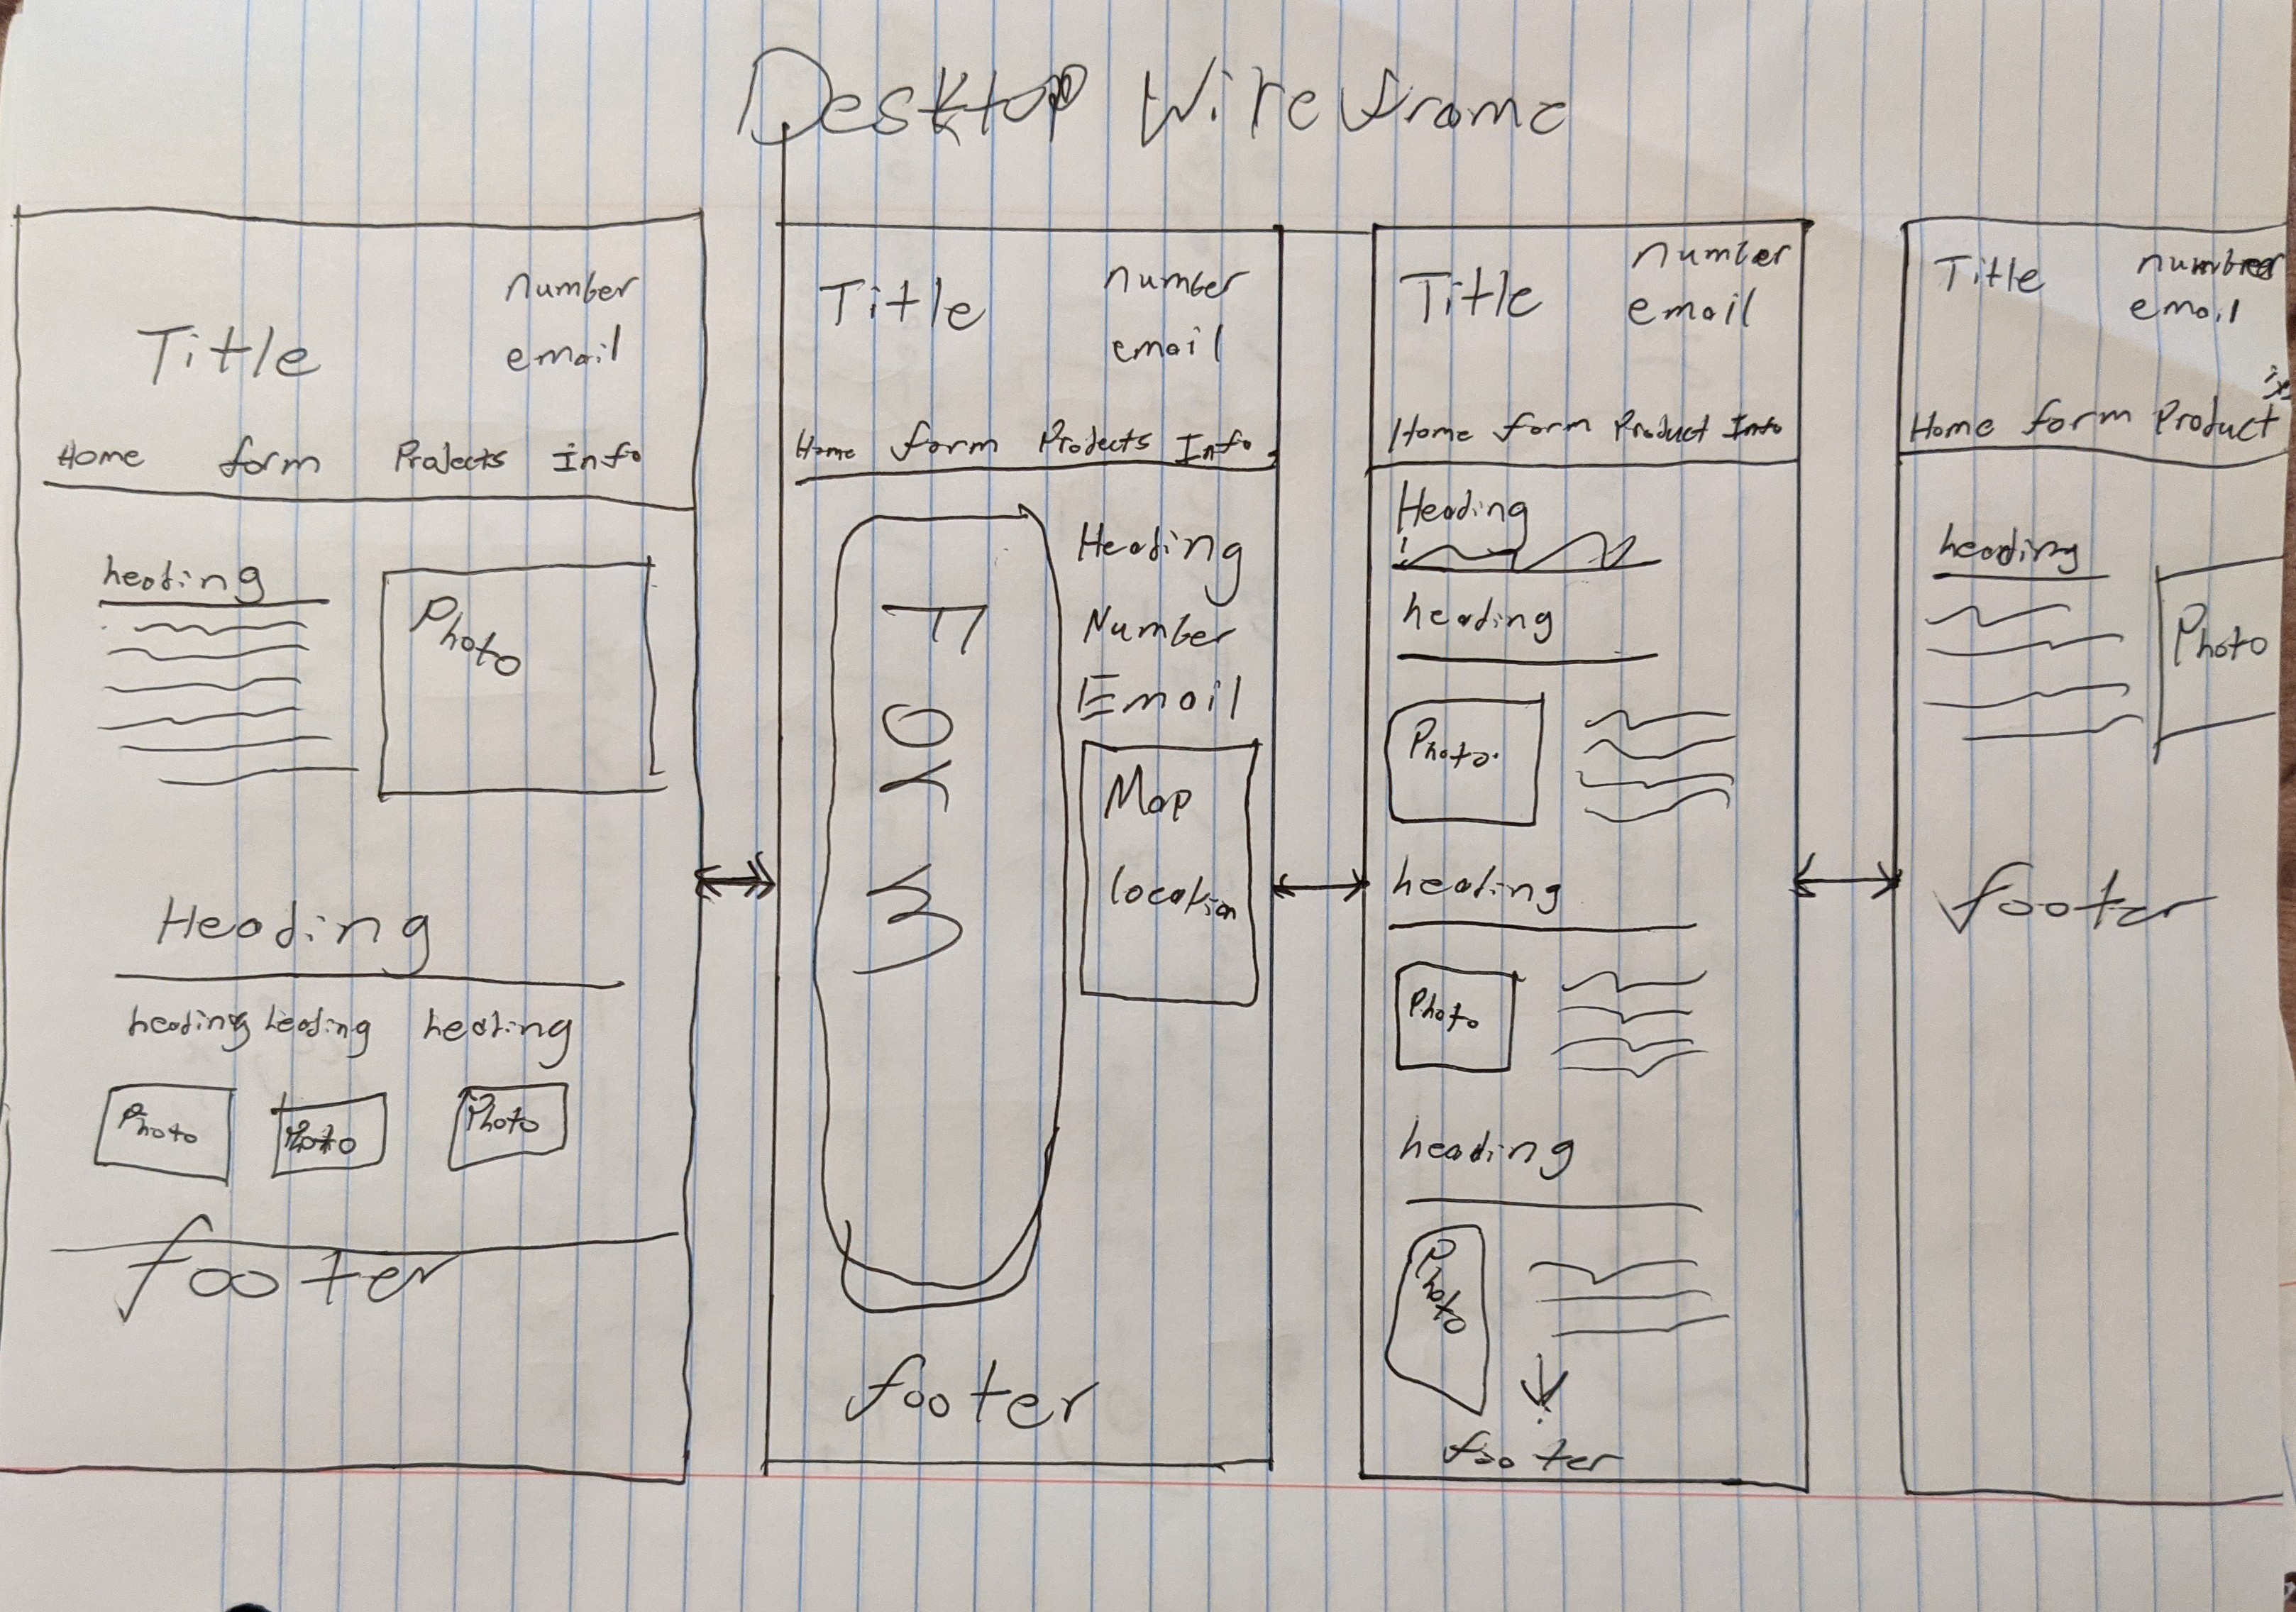 Desktop Wireframe
Title
number
email
Home form Projects Info
heading
Photo
Heading
heading heading heading
Photo Photo Photo
footer
Title
number
email
Home form Projects Info
FORM
Heading
Number
Email
Map
location
footer
Title
number
email
Home form Product Info
Heading
heading
Photo
heading
Photo
heading
Photo
footer
Title
number
email
Home form Product
heading
Photo
footer